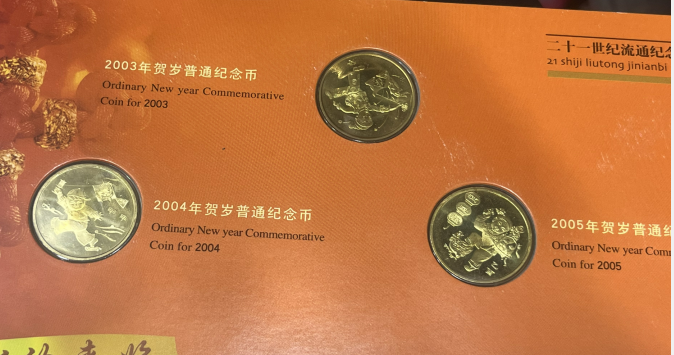 2003年贺岁普通纪念币
Ordinary New year Commemorative
Coin for 2003
二十一世纪流通纪念
21 shiji liutong jinianbi
2004年贺岁普通纪念币
Ordinary New year Commemorative
Coin for 2004
2005年贺岁普通纪
Ordinary New year Com
Coin for 2005